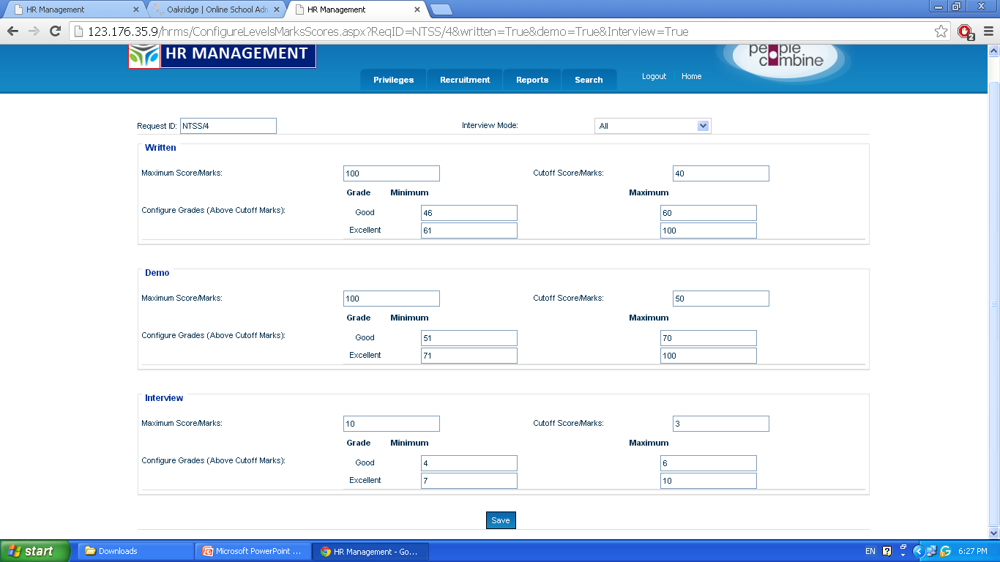 HR Management
Oakridge | Online School Adm
HR Management
123.176.35.9/hrms/ConfigureLevelsMarksScores.aspx?ReqID=NTSS/4&written=True&demo=True&Interview=True
2
HR MANAGEMENT
people combine
Privileges Recruitment Reports Search Logout Home
Request ID: NTSS/4 Interview Mode: All
Written
Maximum Score/Marks: 100 Cutoff Score/Marks: 40
Grade Minimum Maximum
Configure Grades (Above Cutoff Marks): Good 46 60
Excellent 61 100
Demo
Maximum Score/Marks: 100 Cutoff Score/Marks: 50
Grade Minimum Maximum
Configure Grades (Above Cutoff Marks): Good 51 70
Excellent 71 100
Interview
Maximum Score/Marks: 10 Cutoff Score/Marks: 3
Grade Minimum Maximum
Configure Grades (Above Cutoff Marks): Good 4 6
Excellent 7 10
Save
start Downloads Microsoft PowerPoint ... HR Management - Go... EN 6:27 PM